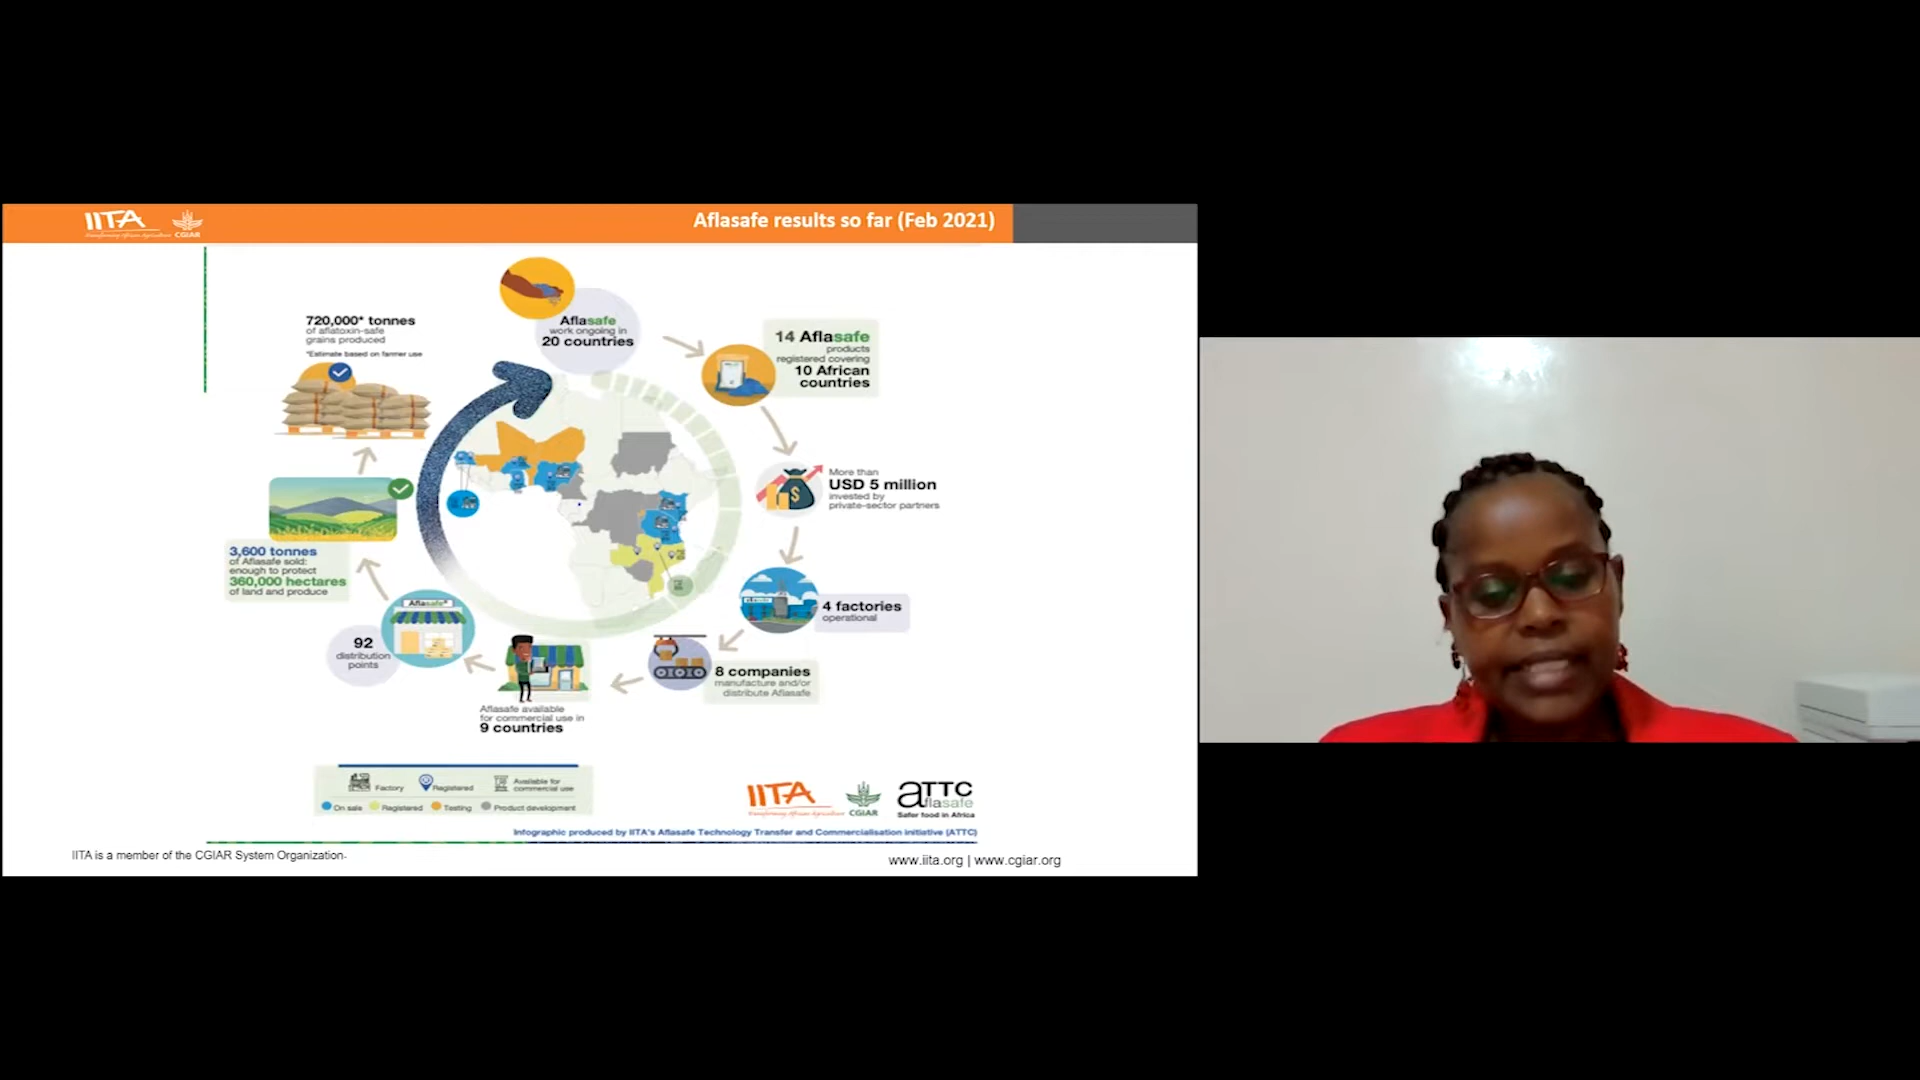 IITA
Transforming African Agriculture
CGIAR
Aflasafe results so far (Feb 2021)
Aflasafe
work ongoing in
20 countries
14 Aflasafe
products
registered covering
10 African
countries
More than
USD 5 million
invested by
private-sector partners
4 factories
operational
8 companies
manufacture and/or
distribute Aflasafe
Aflasafe available
for commercial use in
9 countries
Aflasafe
92
distribution
points
3,600 tonnes
of Aflasafe sold:
enough to protect
360,000 hectares
of land and produce
720,000* tonnes
of aflatoxin-safe
grains produced
*Estimate based on farmer use
Factory
Registered
Available for
commercial use
On sale
Registered
Testing
Product development
IITA
Transforming African Agriculture
CGIAR
aTTC
aflasafe
Safer food in Africa
Infographic produced by IITA's Aflasafe Technology Transfer and Commercialisation initiative (ATTC)
IITA is a member of the CGIAR System Organization.
www.iita.org | www.cgiar.org